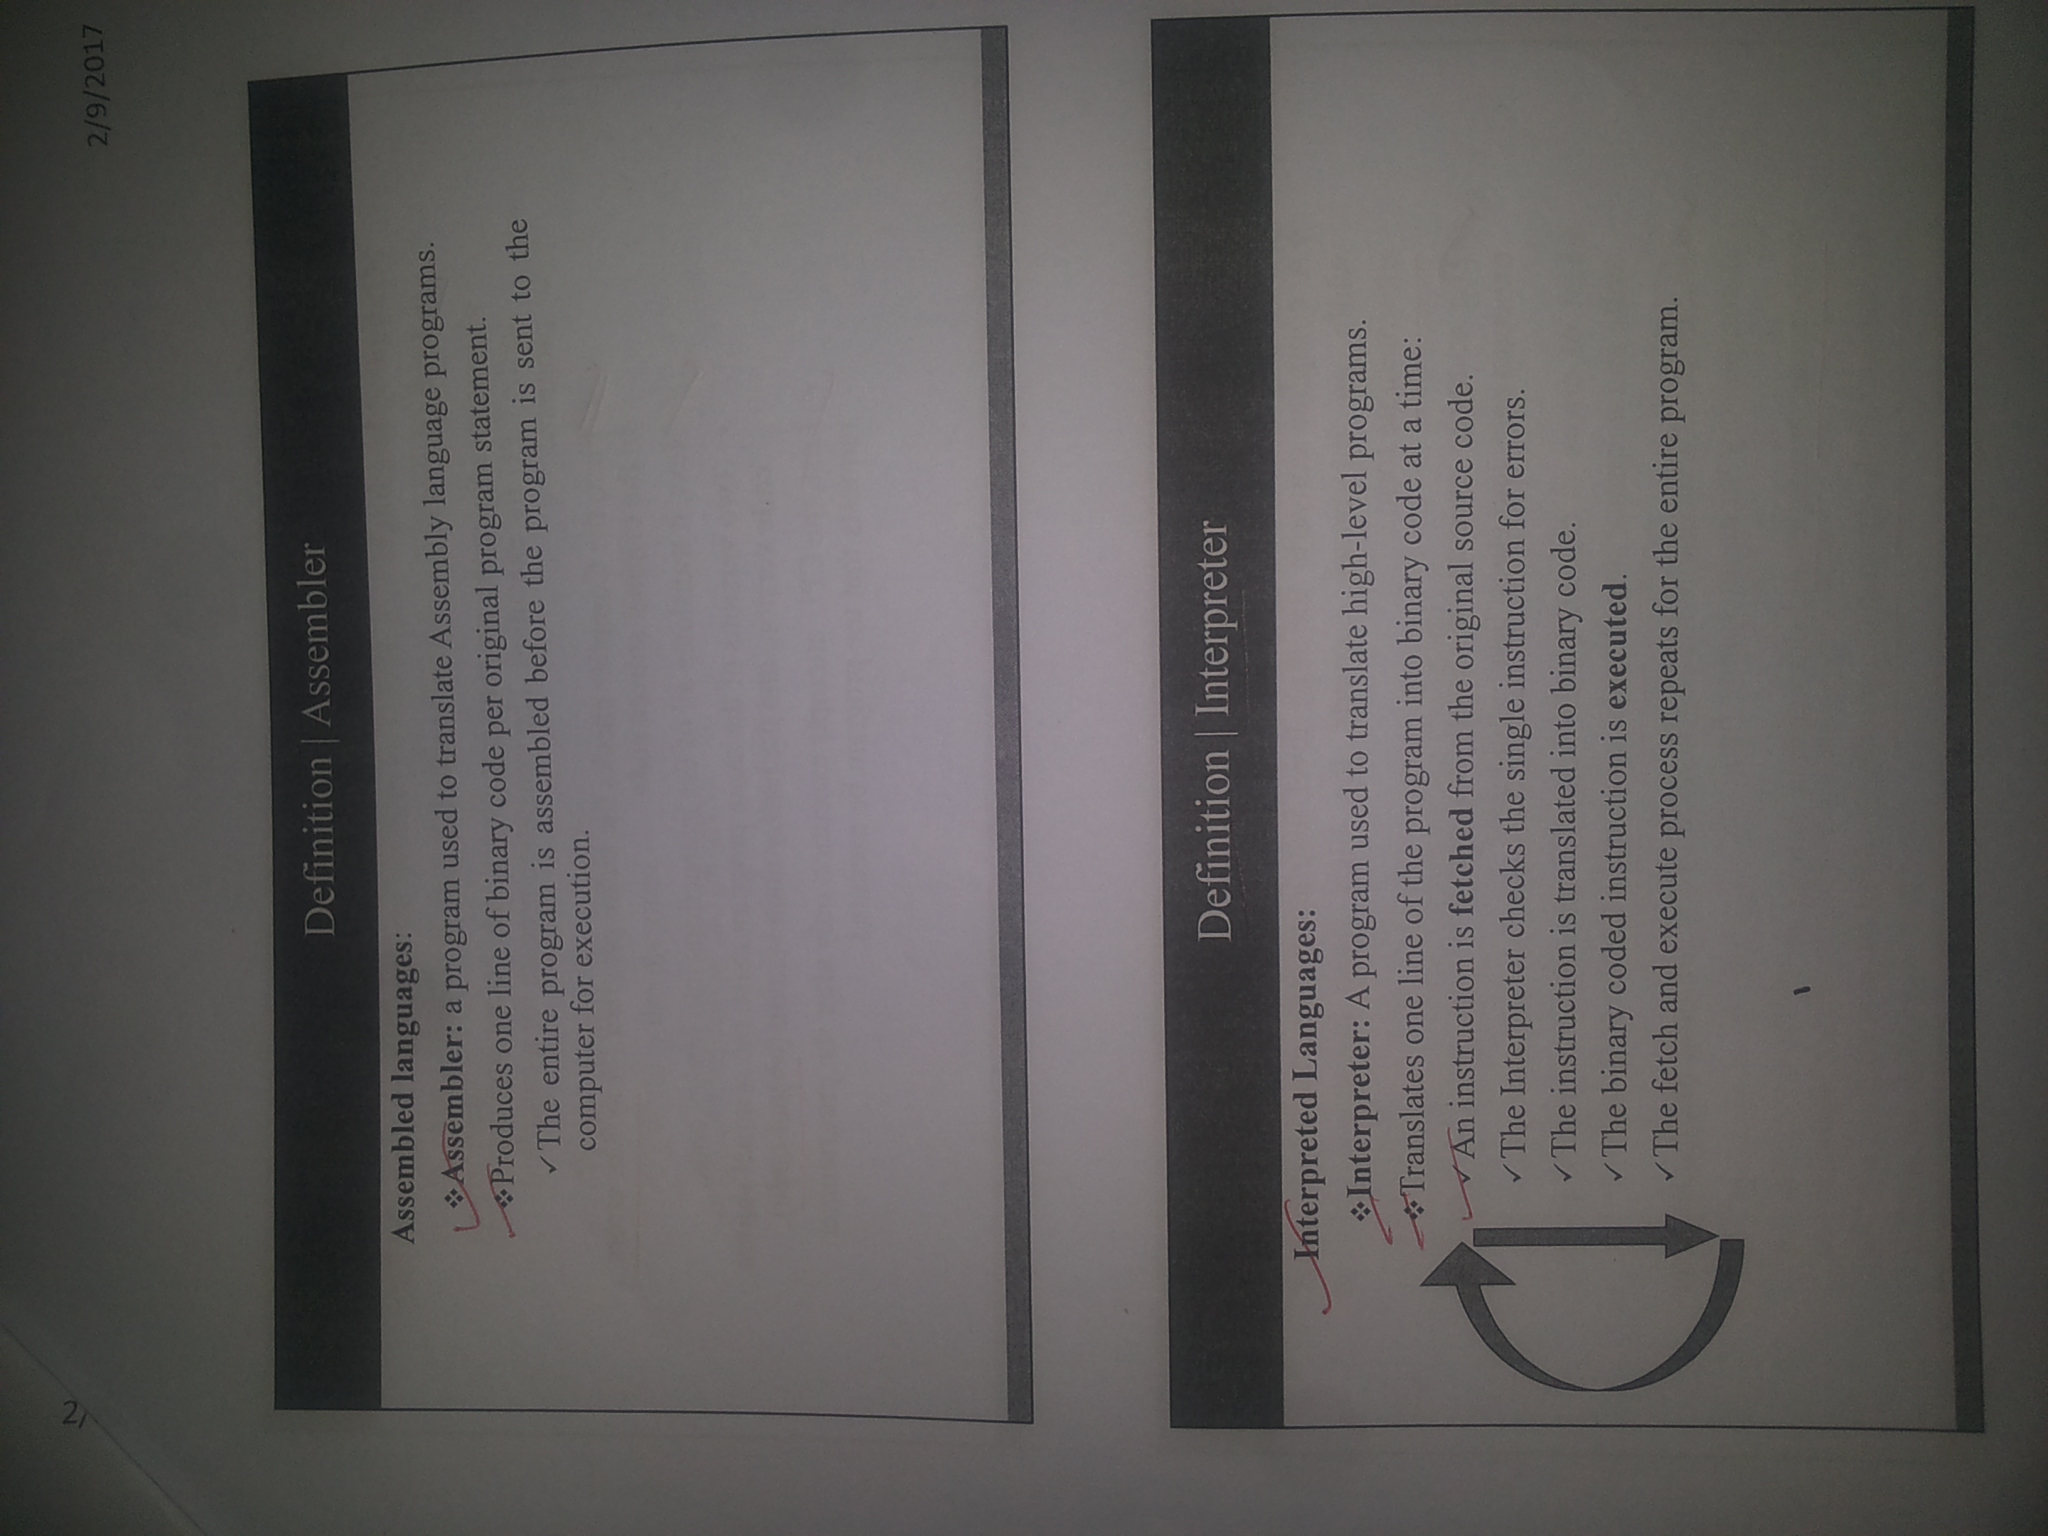 21
2/9/2017
Definition | Assembler
Assembled languages:
❖Assembler: a program used to translate Assembly language programs.
❖Produces one line of binary code per original program statement.
✓The entire program is assembled before the program is sent to the
computer for execution.
Definition | Interpreter
Interpreted Languages:
❖Interpreter: A program used to translate high-level programs.
❖Translates one line of the program into binary code at a time:
✓An instruction is fetched from the original source code.
✓The Interpreter checks the single instruction for errors.
✓The instruction is translated into binary code.
✓The binary coded instruction is executed.
✓The fetch and execute process repeats for the entire program.